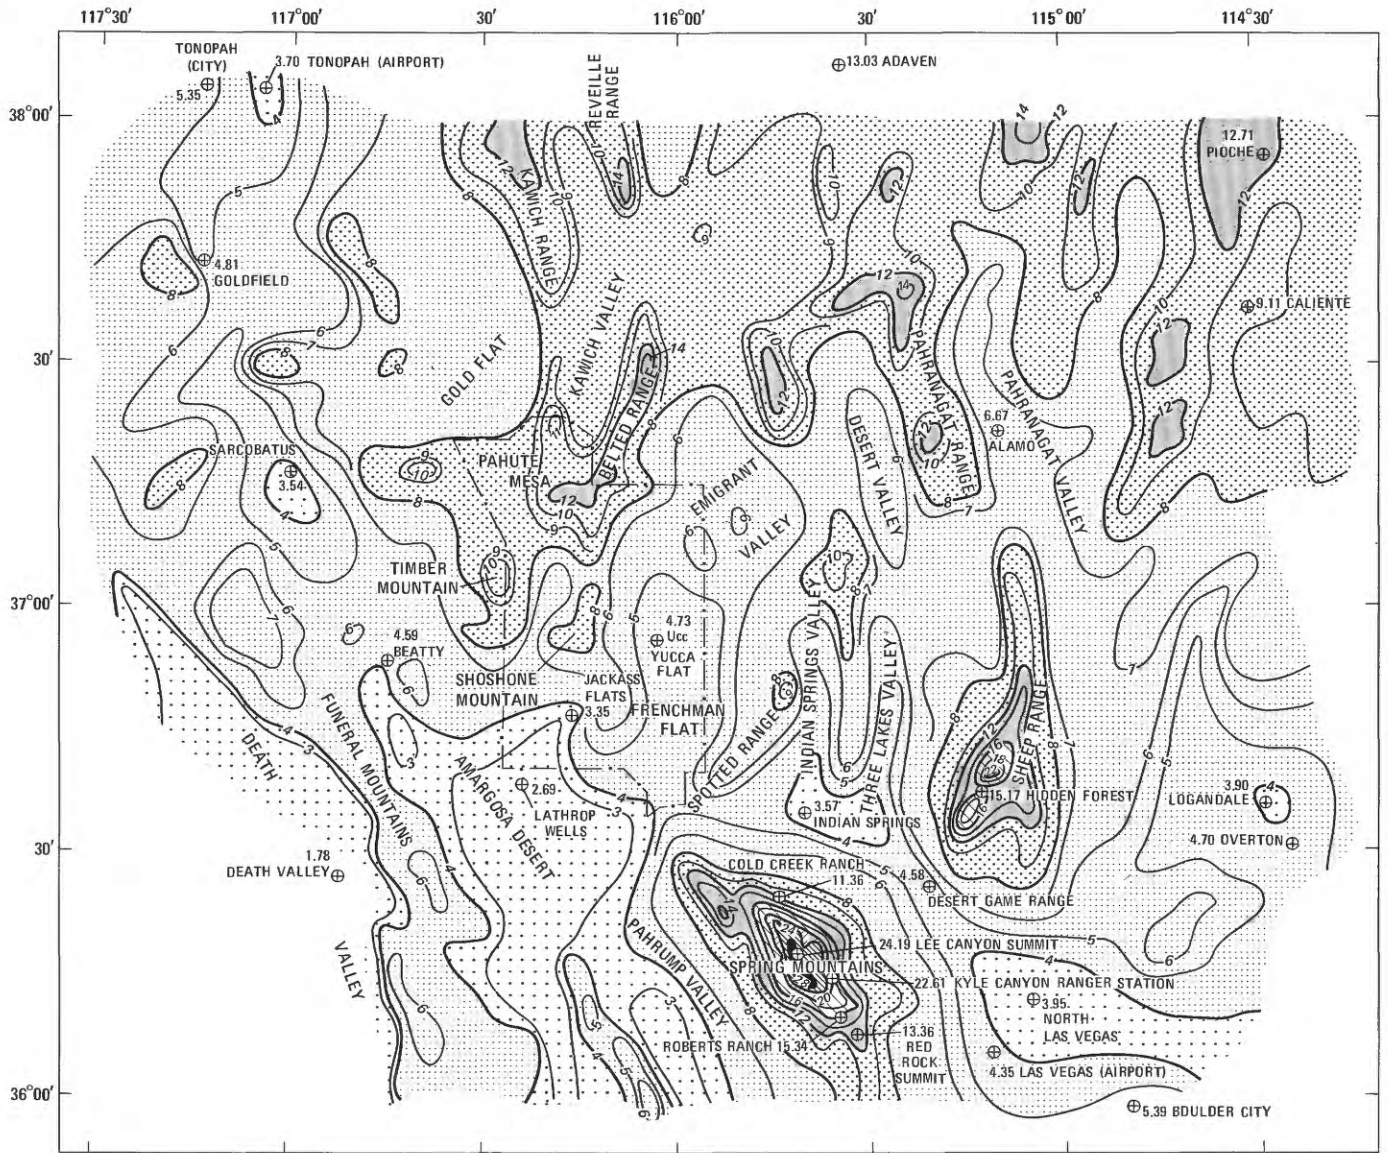 117°30′ 117°00′ 30′ 116°00′ 30′ 115°00′ 114°30′
TONOPAH
(CITY)
5.35
3.70 TONOPAH (AIRPORT)
REVEILLE
RANGE
13.03 ADAVEN
38°00′
12.71
PIOCHE
KAWICH RANGE
4.81
GOLDFIELD
KAWICH VALLEY
9.11 CALIENTE
30′
GOLD FLAT
BELTED RANGE
PAHRANAGAT RANGE
PAHRANAGAT VALLEY
6.67
ALAMO
DESERT VALLEY
SARCOBATUS
3.54
PAHUTE
MESA
EMIGRANT
VALLEY
TIMBER
MOUNTAIN
37°00′
4.59
BEATTY
4.73
Ucc
YUCCA
FLAT
SHOSHONE
MOUNTAIN
JACKASS
FLATS
3.35
FRENCHMAN
FLAT
SPOTTED RANGE
INDIAN SPRINGS VALLEY
THREE LAKES VALLEY
SHEEP RANGE
DEATH
VALLEY
FUNERAL MOUNTAINS
AMARGOSA DESERT
2.69
LATHROP
WELLS
3.57
INDIAN SPRINGS
15.17 HIDDEN FOREST
3.90
LOGANDALE
4.70 OVERTON
30′
1.78
DEATH VALLEY
COLD CREEK RANCH
11.36
4.58
DESERT GAME RANGE
PAHRUMP VALLEY
24.19 LEE CANYON SUMMIT
SPRING MOUNTAINS
22.61 KYLE CANYON RANGER STATION
3.95
NORTH
LAS VEGAS
ROBERTS RANCH 15.34
13.36
RED
ROCK
SUMMIT
4.35 LAS VEGAS (AIRPORT)
36°00′
5.39 BOULDER CITY